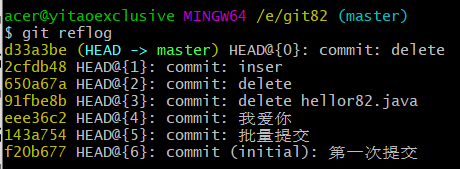 acer@yitaoexclusive MINGW64 /e/git82 (master)
$ git reflog
d33a3be (HEAD -> master) HEAD@{0}: commit: delete
2cfdb48 HEAD@{1}: commit: inser
650a67a HEAD@{2}: commit: delete
91fbe8b HEAD@{3}: commit: delete hellor82.java
eee36c2 HEAD@{4}: commit: 我爱你
143a754 HEAD@{5}: commit: 批量提交
f20b677 HEAD@{6}: commit (initial): 第一次提交